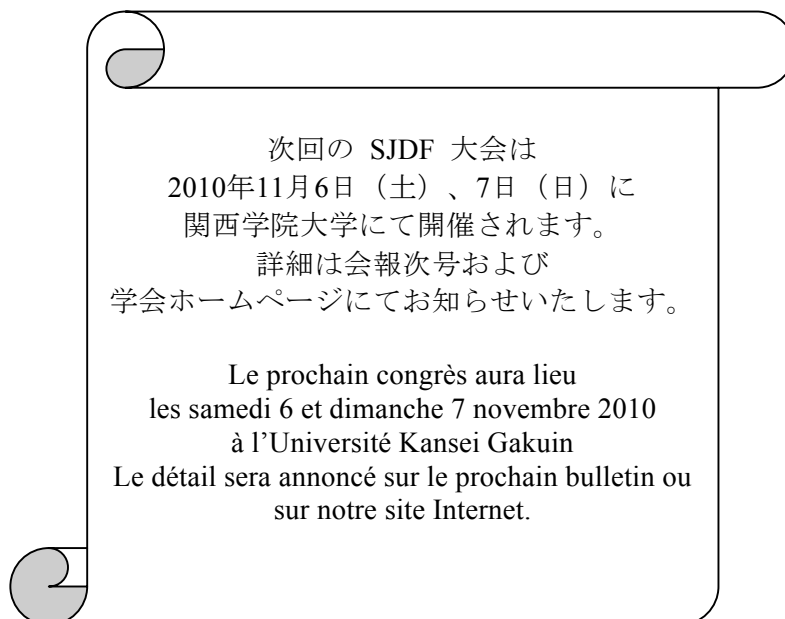 次回の SJDF 大会は
2010年11月6日（土）、7日（日）に
関西学院大学にて開催されます。
詳細は会報次号および
学会ホームページにてお知らせいたします。
Le prochain congrès aura lieu
les samedi 6 et dimanche 7 novembre 2010
à l’Université Kansei Gakuin
Le détail sera annoncé sur le prochain bulletin ou
sur notre site Internet.